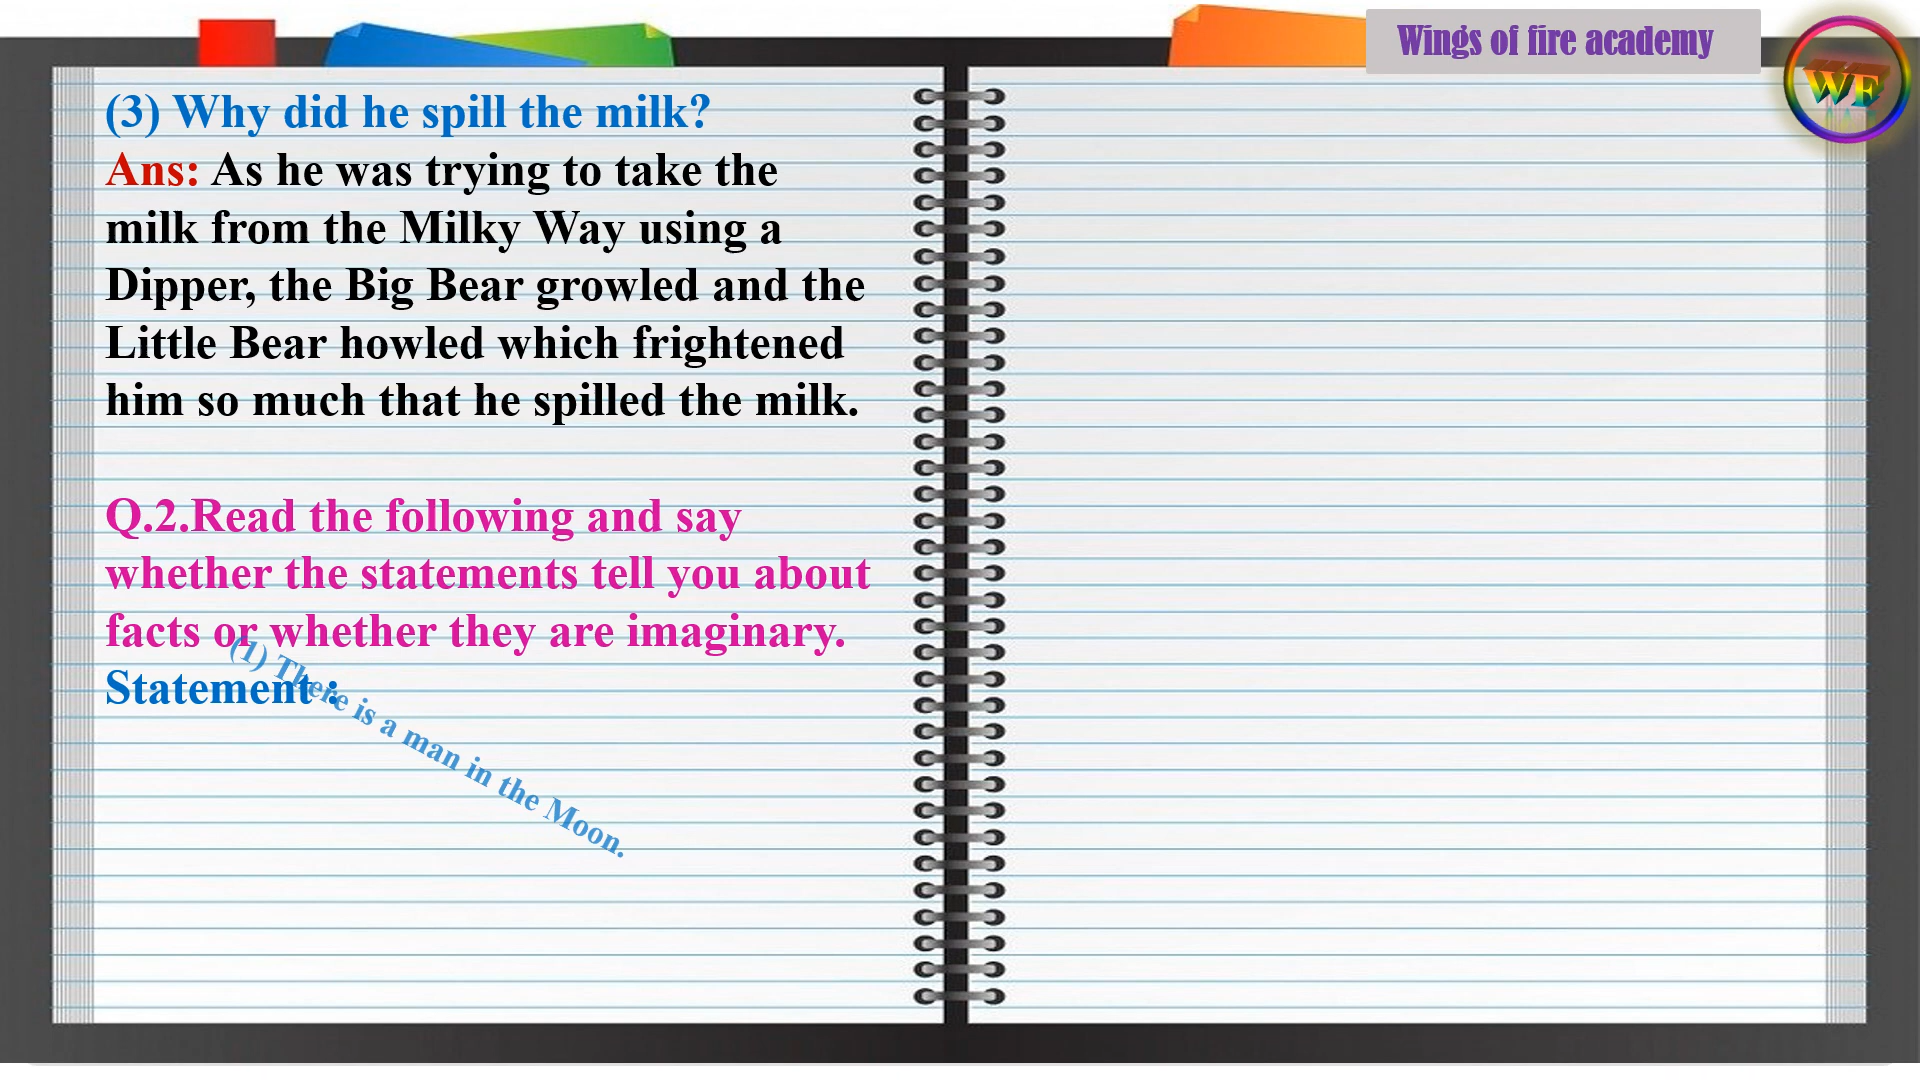 Wings of fire academy
WF
(3) Why did he spill the milk?
Ans: As he was trying to take the
milk from the Milky Way using a
Dipper, the Big Bear growled and the
Little Bear howled which frightened
him so much that he spilled the milk.
Q.2.Read the following and say
whether the statements tell you about
facts or whether they are imaginary.
Statement :
(1) There is a man in the Moon.